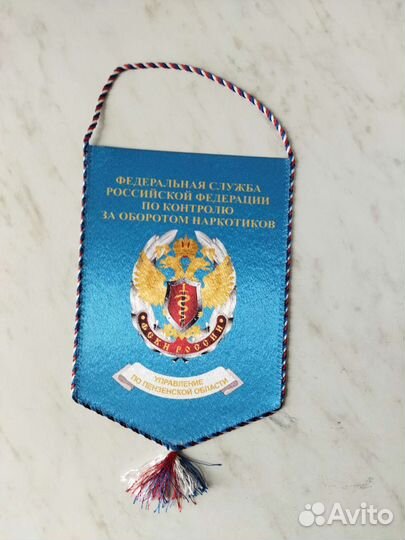 ФЕДЕРАЛЬНАЯ СЛУЖБА
РОССИЙСКОЙ ФЕДЕРАЦИИ
ПО КОНТРОЛЮ
ЗА ОБОРОТОМ НАРКОТИКОВ
ФСКН РОССИИ
УПРАВЛЕНИЕ
ПО ПЕНЗЕНСКОЙ ОБЛАСТИ
Avito